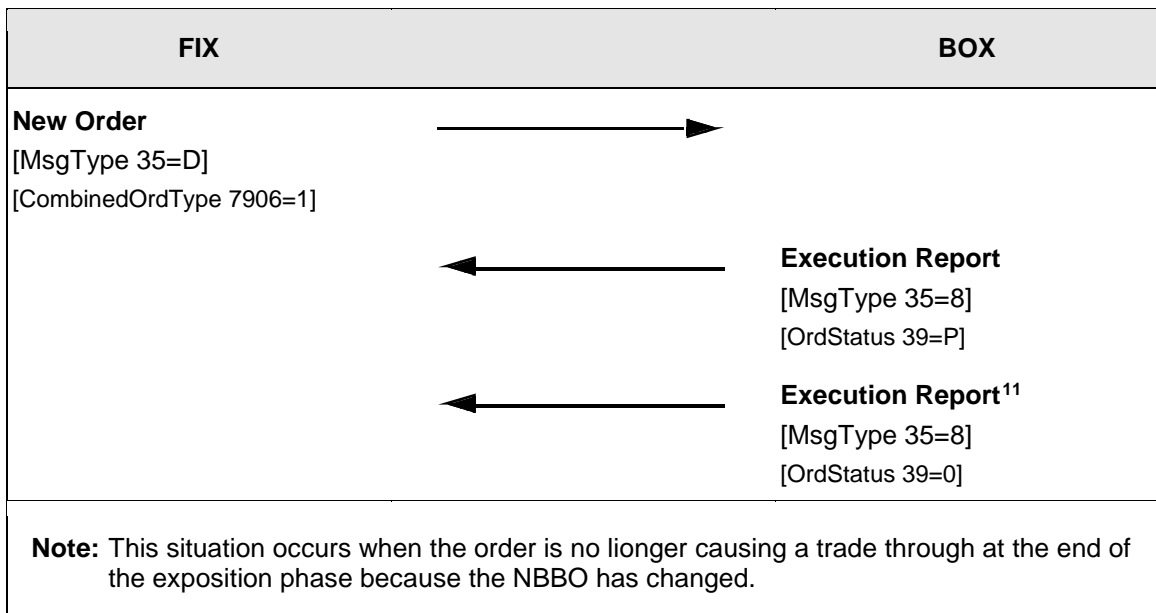 FIX BOX
New Order
[MsgType 35=D]
[CombinedOrdType 7906=1]
Execution Report
[MsgType 35=8]
[OrdStatus 39=P]
Execution Report11
[MsgType 35=8]
[OrdStatus 39=0]
Note: This situation occurs when the order is no lionger causing a trade through at the end of
the exposition phase because the NBBO has changed.